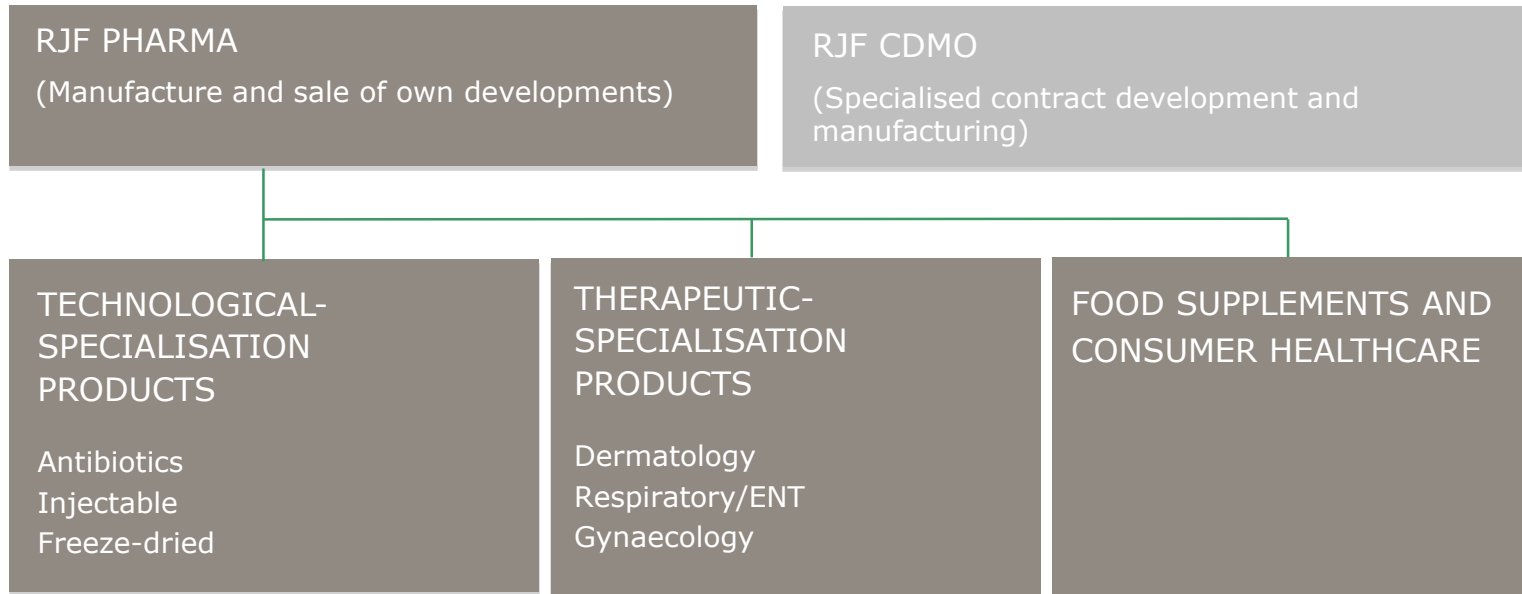 RJF PHARMA
(Manufacture and sale of own developments)
RJF CDMO
(Specialised contract development and
manufacturing)
TECHNOLOGICAL-
SPECIALISATION
PRODUCTS
Antibiotics
Injectable
Freeze-dried
THERAPEUTIC-
SPECIALISATION
PRODUCTS
Dermatology
Respiratory/ENT
Gynaecology
FOOD SUPPLEMENTS AND
CONSUMER HEALTHCARE